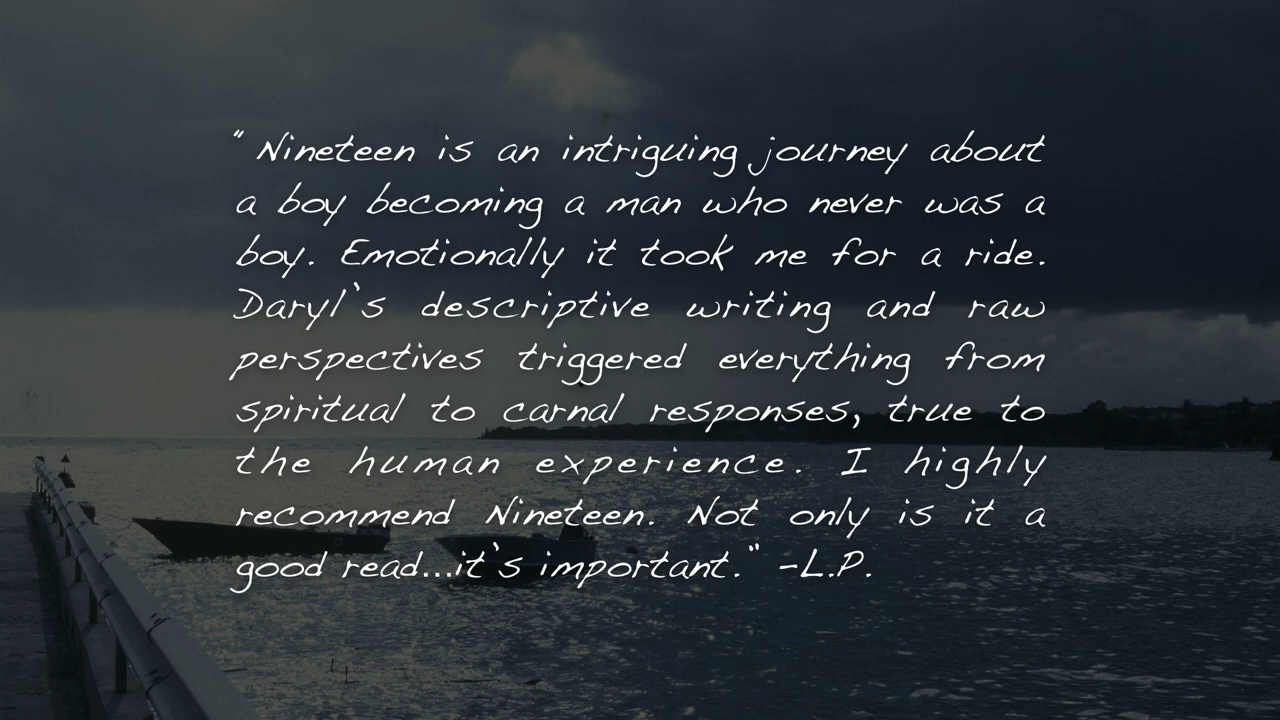 "Nineteen is an intriguing journey about
a boy becoming a man who never was a
boy. Emotionally it took me for a ride.
Daryl's descriptive writing and raw
perspectives triggered everything from
spiritual to carnal responses, true to
the human experience. I highly
recommend Nineteen. Not only is it a
good read...it's important." -L.P.